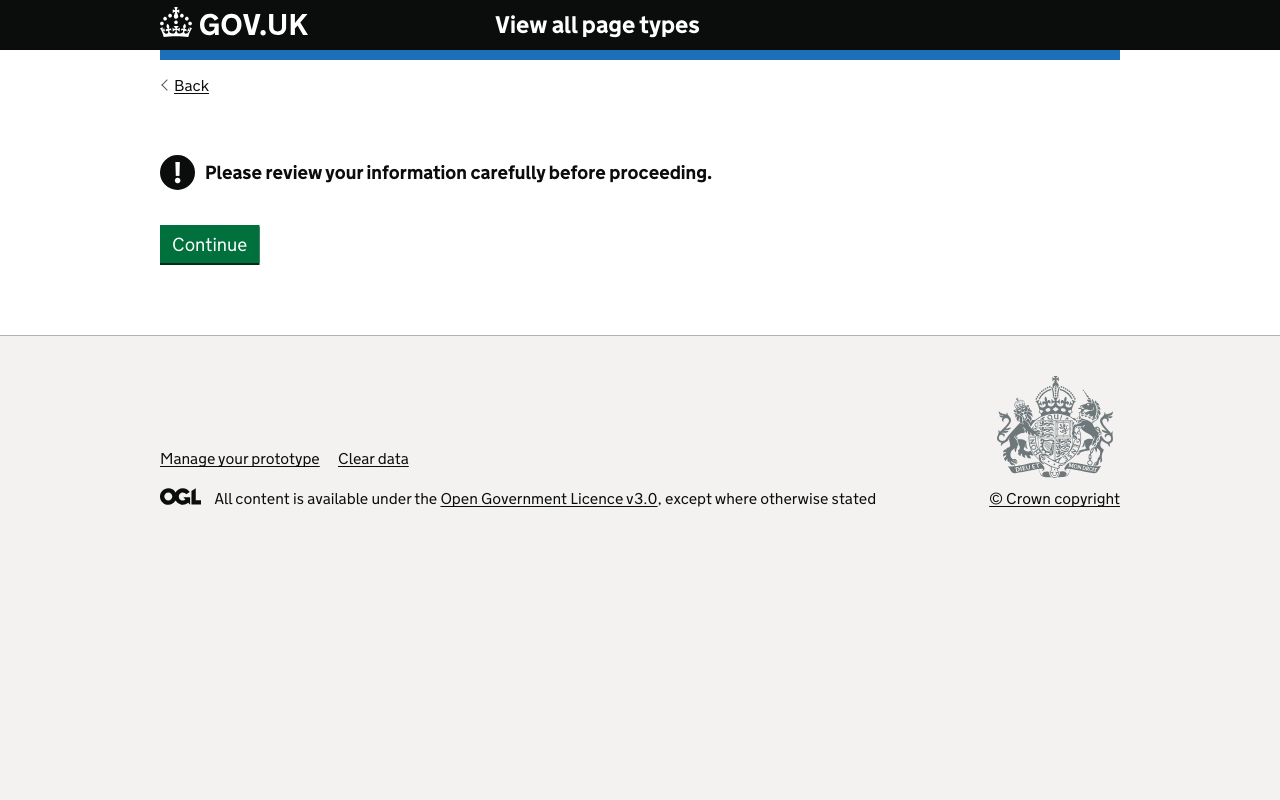 GOV.UK
View all page types
Back
! Please review your information carefully before proceeding.
Continue
Manage your prototype Clear data
OGL All content is available under the Open Government Licence v3.0, except where otherwise stated
DIEU ET MON DROIT
© Crown copyright